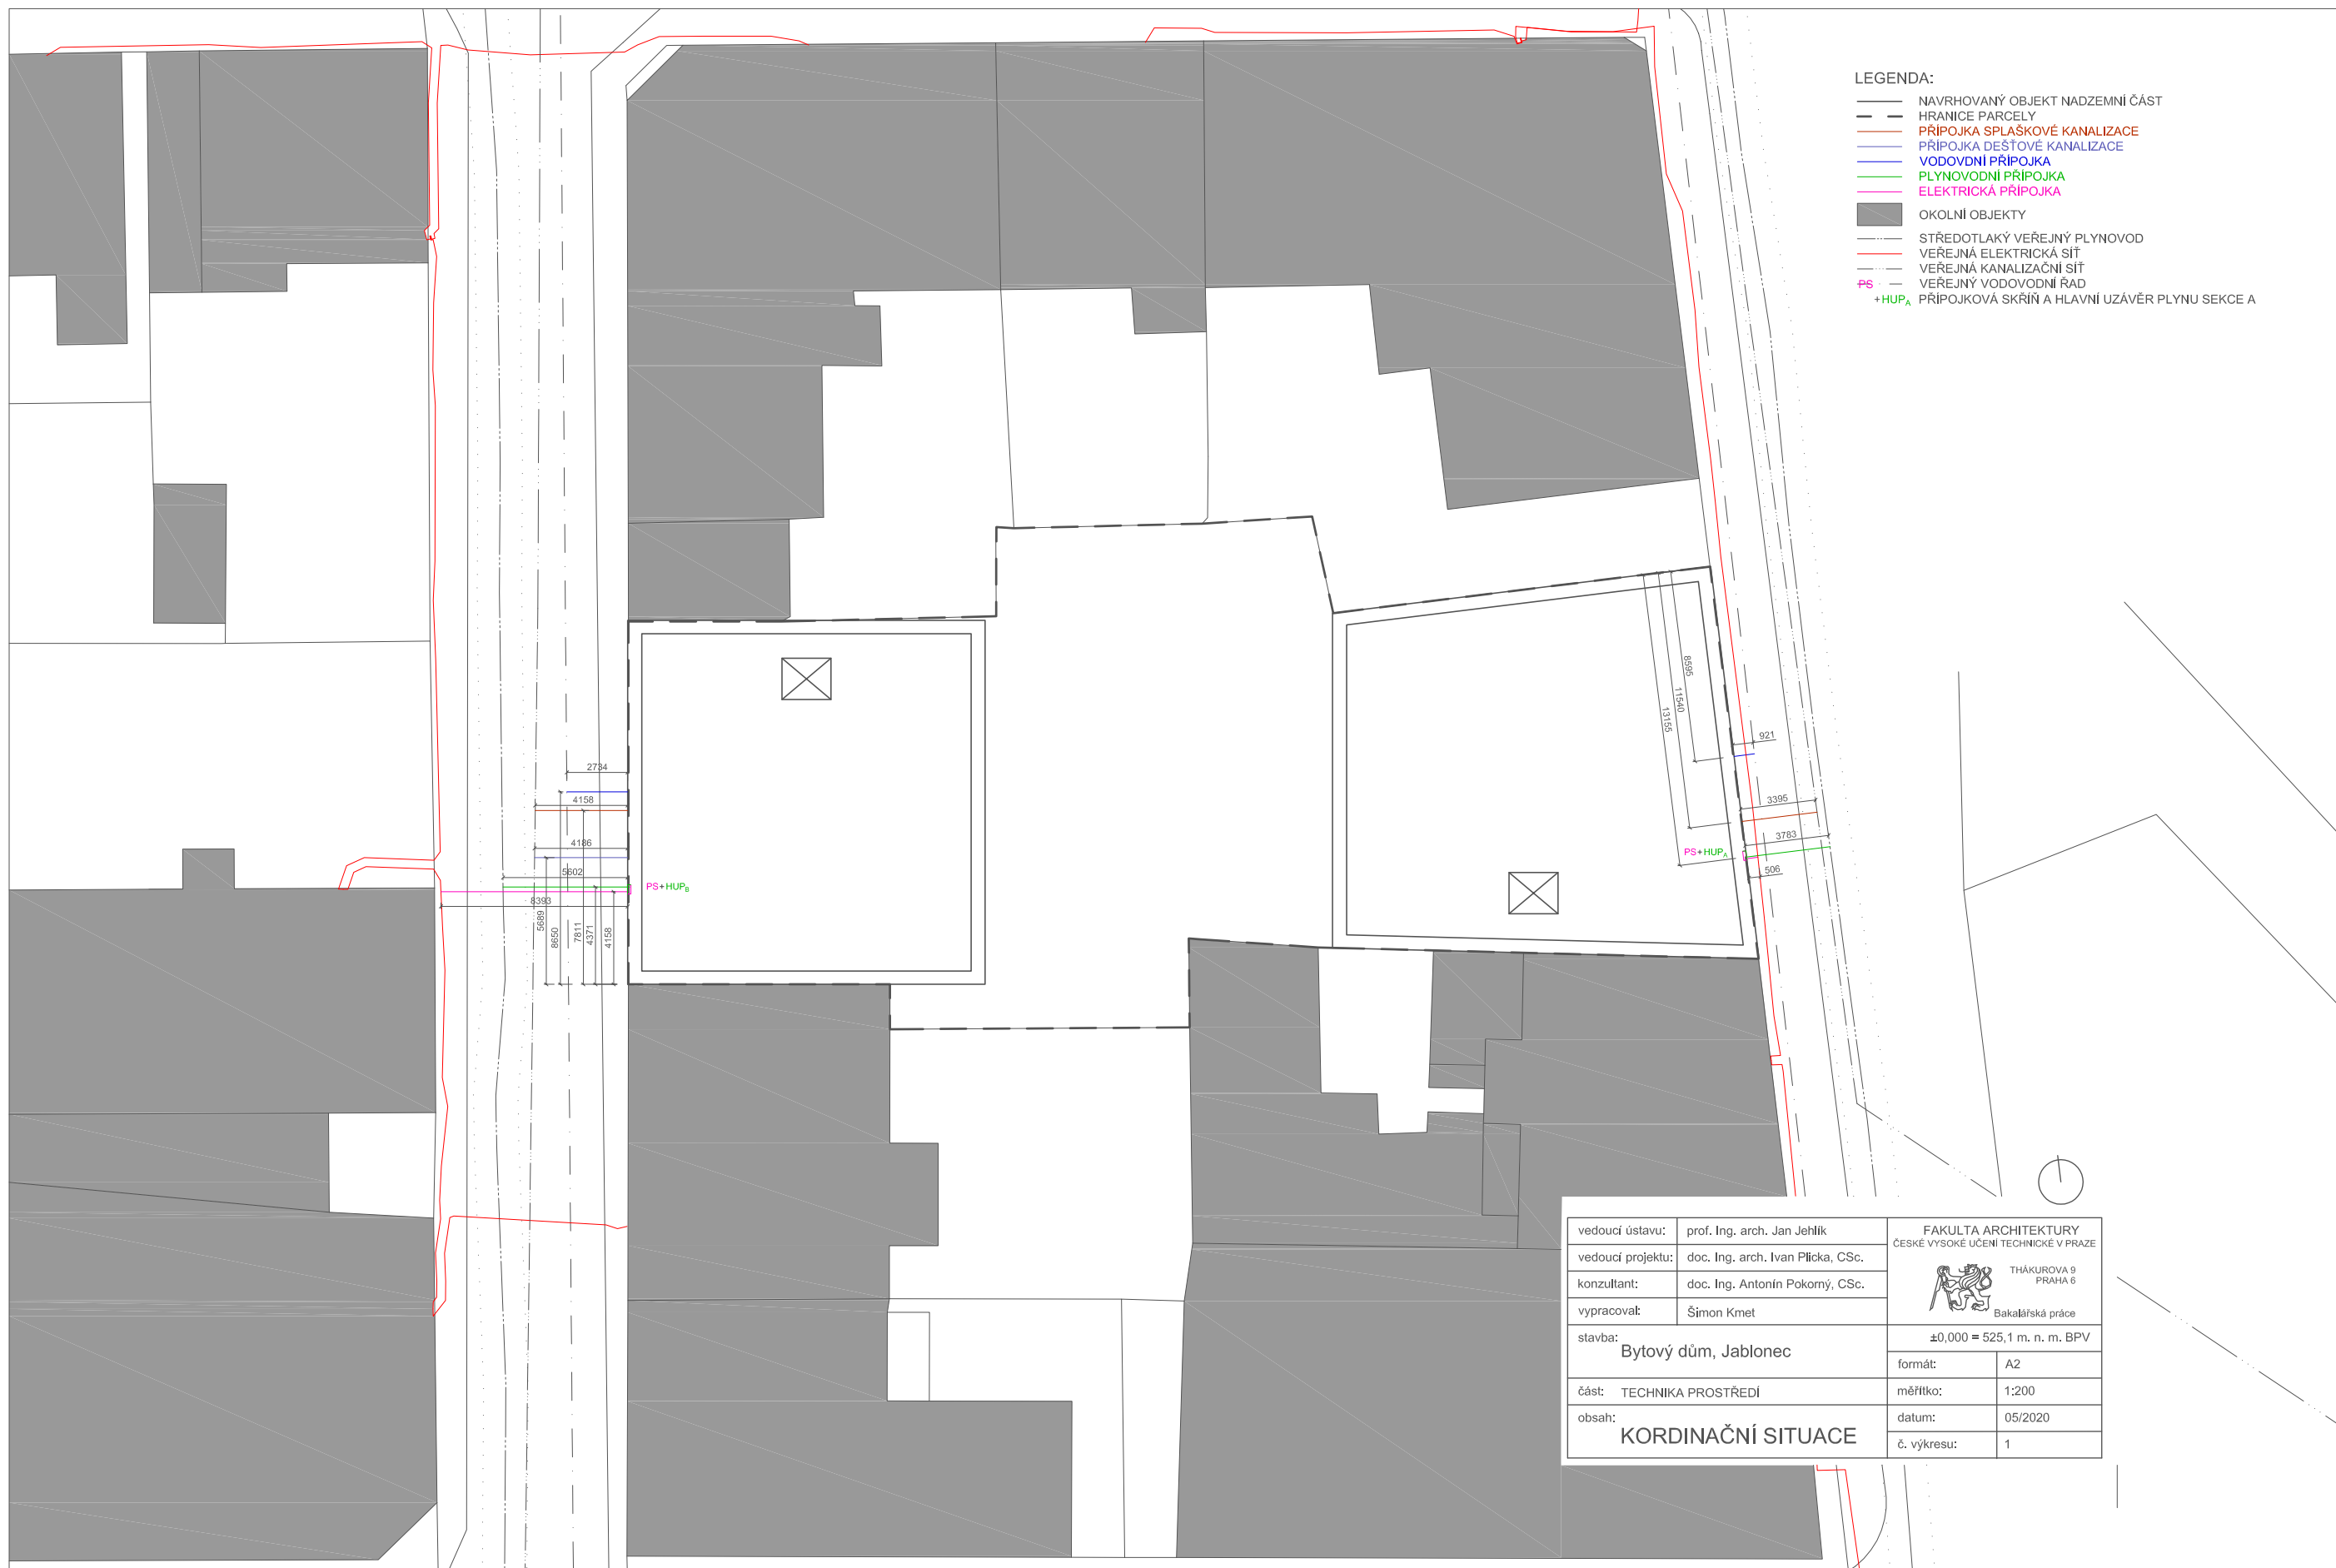 LEGENDA:
NAVRHOVANÝ OBJEKT NADZEMNÍ ČÁST
HRANICE PARCELY
PŘÍPOJKA SPLAŠKOVÉ KANALIZACE
PŘÍPOJKA DEŠŤOVÉ KANALIZACE
VODOVDNÍ PŘÍPOJKA
PLYNOVODNÍ PŘÍPOJKA
ELEKTRICKÁ PŘÍPOJKA
OKOLNÍ OBJEKTY
STŘEDOTLAKÝ VEŘEJNÝ PLYNOVOD
VEŘEJNÁ ELEKTRICKÁ SÍŤ
VEŘEJNÁ KANALIZAČNÍ SÍŤ
PS VEŘEJNÝ VODOVODNÍ ŘAD
+HUPA PŘÍPOJKOVÁ SKŘÍŇ A HLAVNÍ UZÁVĚR PLYNU SEKCE A
8595
11540
13155
921
3395
3783
PS+HUPA
506
2734
4158
4186
5602
PS+HUPB
8393
5689
8650
7811
4371
4158
vedoucí ústavu: prof. Ing. arch. Jan Jehlík
vedoucí projektu: doc. Ing. arch. Ivan Plicka, CSc.
konzultant: doc. Ing. Antonín Pokorný, CSc.
vypracoval: Šimon Kmet
FAKULTA ARCHITEKTURY
ČESKÉ VYSOKÉ UČENÍ TECHNICKÉ V PRAZE
THÁKUROVA 9
PRAHA 6
Bakalářská práce
stavba:
Bytový dům, Jablonec
±0,000 = 525,1 m. n. m. BPV
formát: A2
část: TECHNIKA PROSTŘEDÍ
měřítko: 1:200
obsah:
KORDINAČNÍ SITUACE
datum: 05/2020
č. výkresu: 1